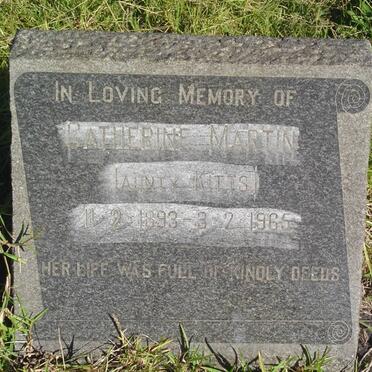 IN LOVING MEMORY OF
CATHERINE MARTIN
(AUNTY KITTS)
11-2-1893-3-2-1965
HER LIFE WAS FULL OF KINDLY DEEDS